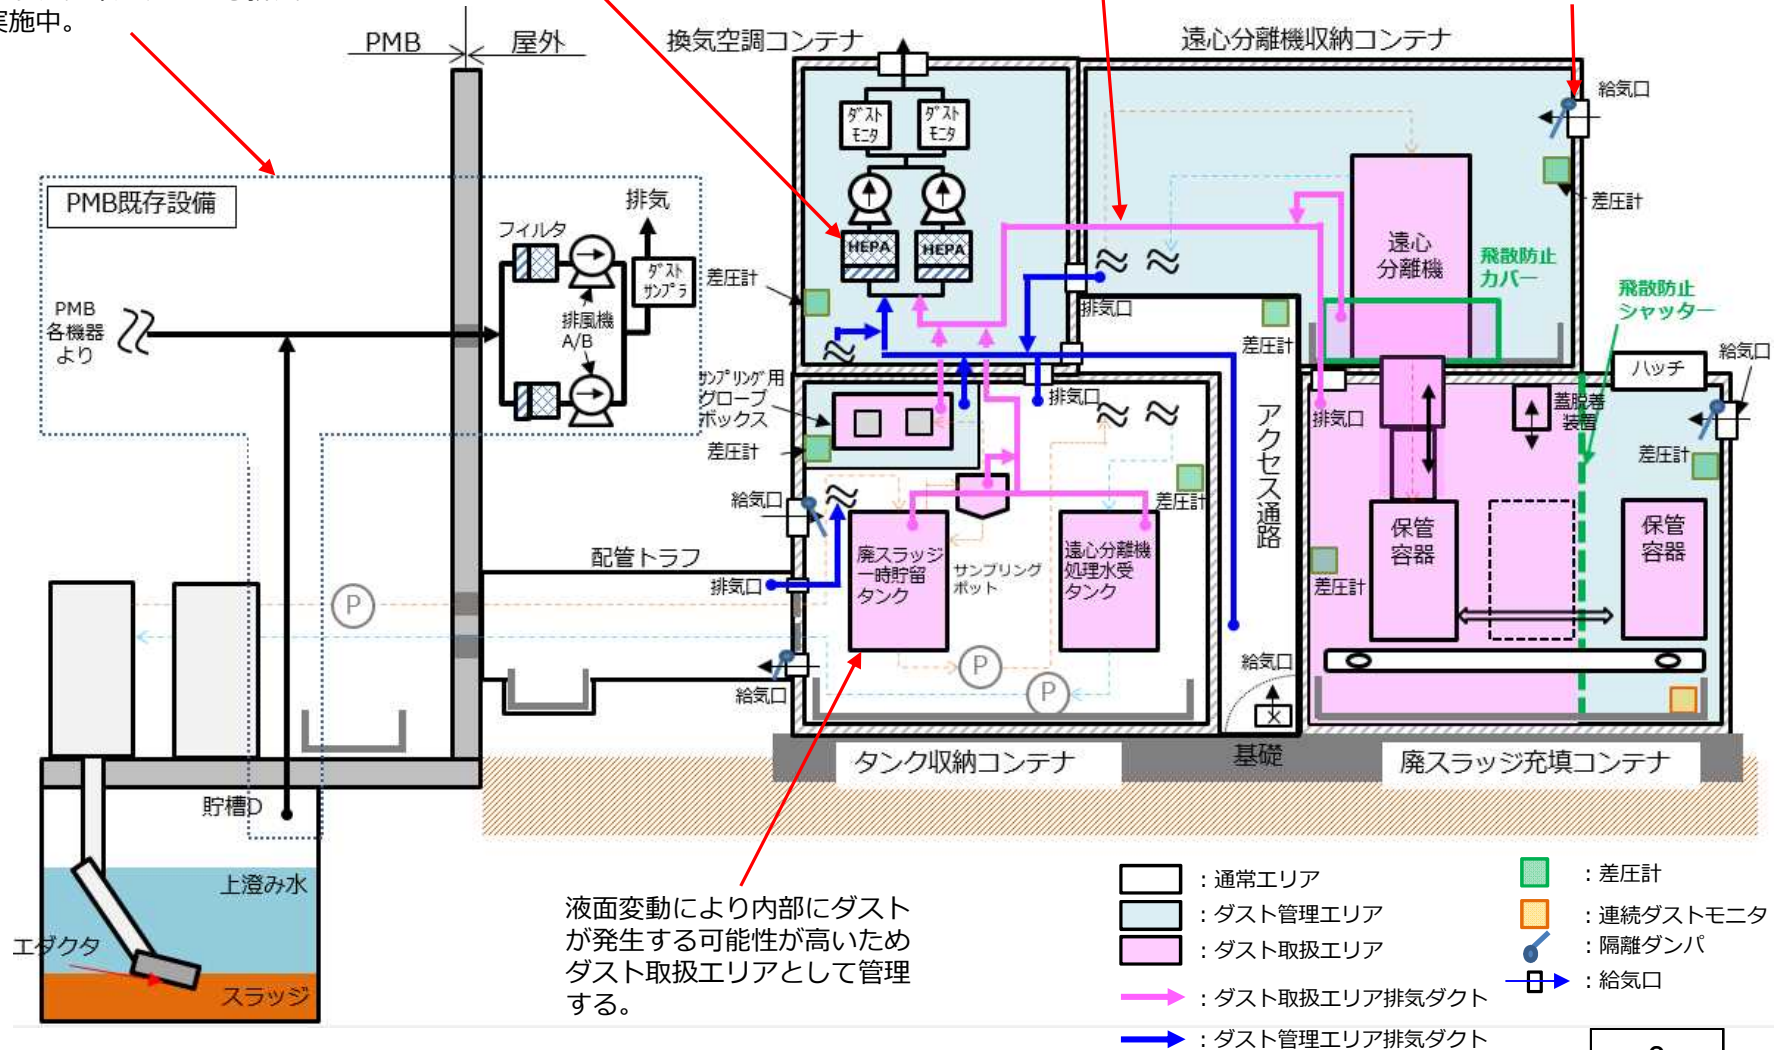 実施中。
PMB
屋外
換気空調コンテナ
遠心分離機収納コンテナ
給気口
ダスト
モニタ
ダスト
モニタ
PMB既存設備
排気
フィルタ
ダスト
サンプラ
HEPA
HEPA
差圧計
遠心
分離機
飛散防止
カバー
差圧計
飛散防止
シャッター
PMB
各機器
より
排風機
A/B
排気口
差圧計
ハッチ
給気口
サンプリング用
グローブ
ボックス
排気口
アクセス通路
排気口
蓋脱着
装置
差圧計
差圧計
給気口
差圧計
配管トラフ
廃スラッジ
一時貯留
タンク
サンプリング
ポット
遠心分離機
処理水受
タンク
保管
容器
保管
容器
排気口
差圧計
P
P
P
給気口
給気口
タンク収納コンテナ
基礎
廃スラッジ充填コンテナ
貯槽D
上澄み水
エダクタ
スラッジ
液面変動により内部にダスト
が発生する可能性が高いため
ダスト取扱エリアとして管理
する。
：通常エリア
：ダスト管理エリア
：ダスト取扱エリア
：ダスト取扱エリア排気ダクト
：ダスト管理エリア排気ダクト
：差圧計
：連続ダストモニタ
：隔離ダンパ
：給気口